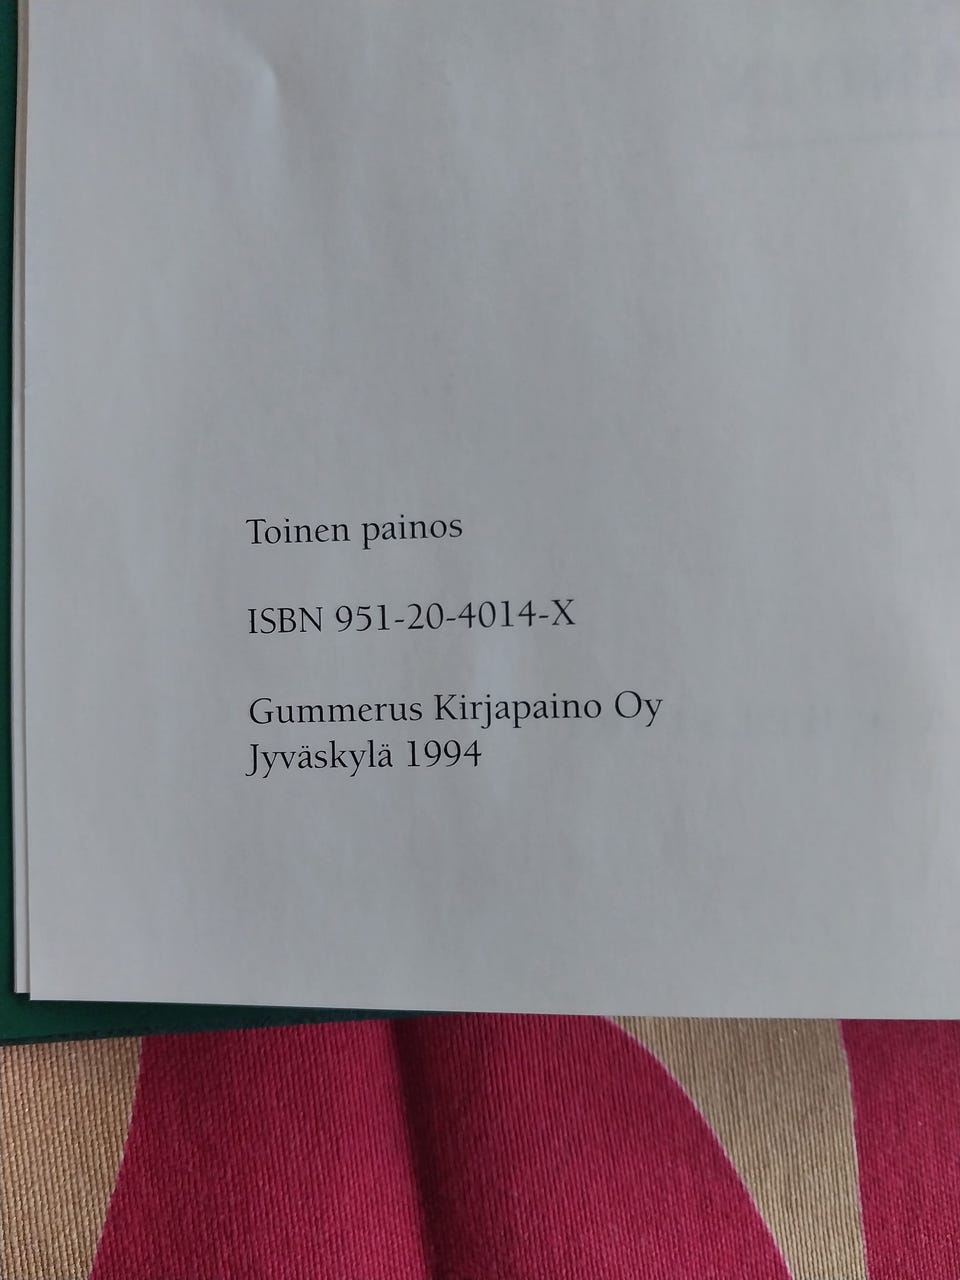 Toinen painos
ISBN 951-20-4014-X
Gummerus Kirjapaino Oy
Jyväskylä 1994